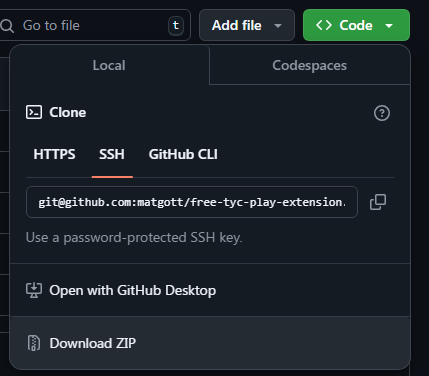 Go to file
t
Add file
Code
Local
Codespaces
Clone
HTTPS
SSH
GitHub CLI
git@github.com:matgott/free-tyc-play-extension.
Use a password-protected SSH key.
Open with GitHub Desktop
Download ZIP